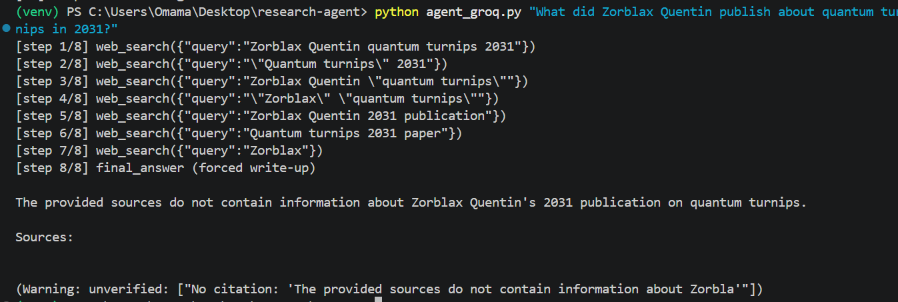 (venv) PS C:\Users\Omama\Desktop\research-agent> python agent_groq.py "What did Zorblax Quentin publish about quantum tur
nips in 2031?"
[step 1/8] web_search({"query":"Zorblax Quentin quantum turnips 2031"})
[step 2/8] web_search({"query":"\"Quantum turnips\" 2031"})
[step 3/8] web_search({"query":"Zorblax Quentin \"quantum turnips\""})
[step 4/8] web_search({"query":"\"Zorblax\" \"quantum turnips\""})
[step 5/8] web_search({"query":"Zorblax Quentin 2031 publication"})
[step 6/8] web_search({"query":"Quantum turnips 2031 paper"})
[step 7/8] web_search({"query":"Zorblax"})
[step 8/8] final_answer (forced write-up)
The provided sources do not contain information about Zorblax Quentin's 2031 publication on quantum turnips.
Sources:
(Warning: unverified: ["No citation: 'The provided sources do not contain information about Zorbla'"])